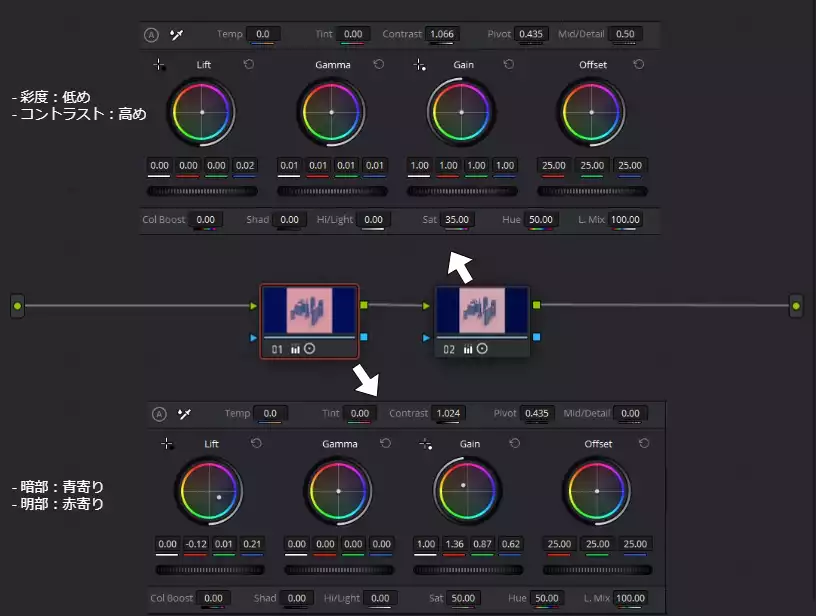 Temp 0.0 Tint 0.00 Contrast 1.066 Pivot 0.435 Mid/Detail 0.50
Lift Gamma Gain Offset
- 彩度：低め
- コントラスト：高め
0.00 0.00 0.00 0.02 0.01 0.01 0.01 0.01 1.00 1.00 1.00 1.00 25.00 25.00 25.00
Col Boost 0.00 Shad 0.00 Hi/Light 0.00 Sat 35.00 Hue 50.00 L. Mix 100.00
01 02
A Temp 0.0 Tint 0.00 Contrast 1.024 Pivot 0.435 Mid/Detail 0.00
Lift Gamma Gain Offset
- 暗部：青寄り
- 明部：赤寄り
0.00 -0.12 0.01 0.21 0.00 0.00 0.00 0.00 1.00 1.36 0.87 0.62 25.00 25.00 25.00
Col Boost 0.00 Shad 0.00 Hi/Light 0.00 Sat 50.00 Hue 50.00 L. Mix 100.00